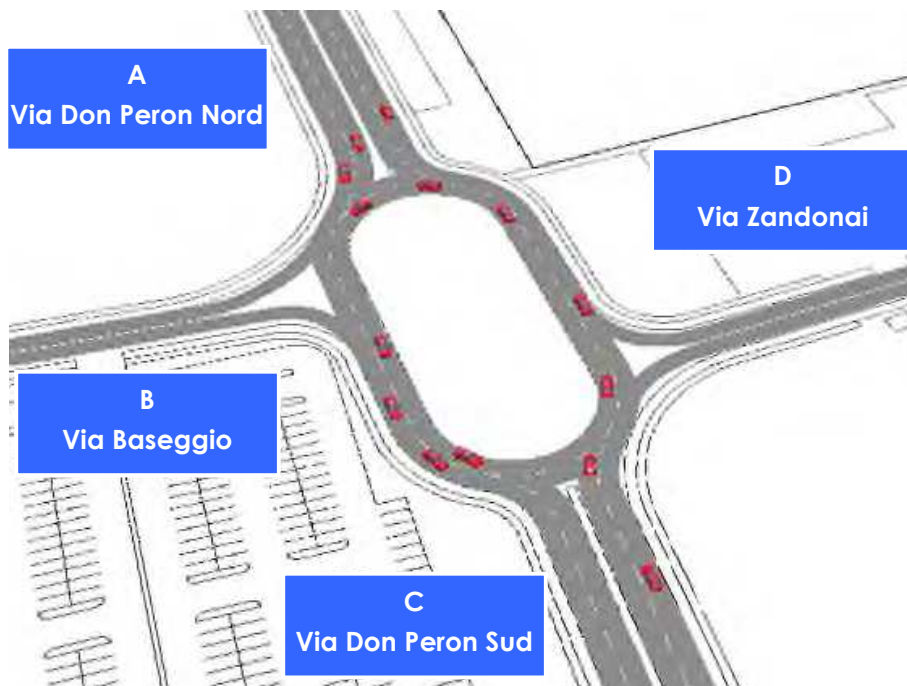 A
Via Don Peron Nord
D
Via Zandonai
B
Via Baseggio
C
Via Don Peron Sud